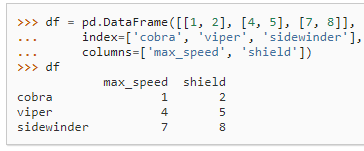 >>> df = pd.DataFrame([[1, 2], [4, 5], [7, 8]],
...      index=['cobra', 'viper', 'sidewinder'],
...      columns=['max_speed', 'shield'])
>>> df
            max_speed  shield
cobra               1       2
viper               4       5
sidewinder          7       8